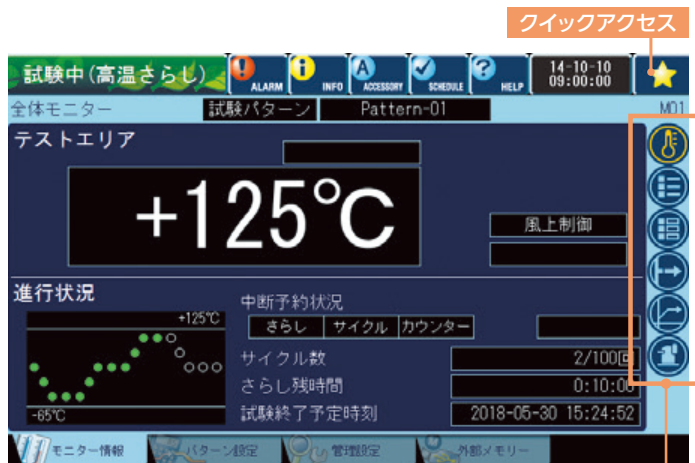 クイックアクセス
試験中(高温さらし)
ALARM
INFO
ACCESSORY
SCHEDULE
HELP
14-10-10
09:00:00
全体モニター
試験パターン
Pattern-01
M01
テストエリア
+125℃
風上制御
進行状況
+125℃
-65℃
中断予約状況
さらし
サイクル
カウンター
サイクル数
2/100回
さらし残時間
0:10:00
試験終了予定時刻
2018-05-30 15:24:52
モニター情報
パターン設定
管理設定
外部メモリー